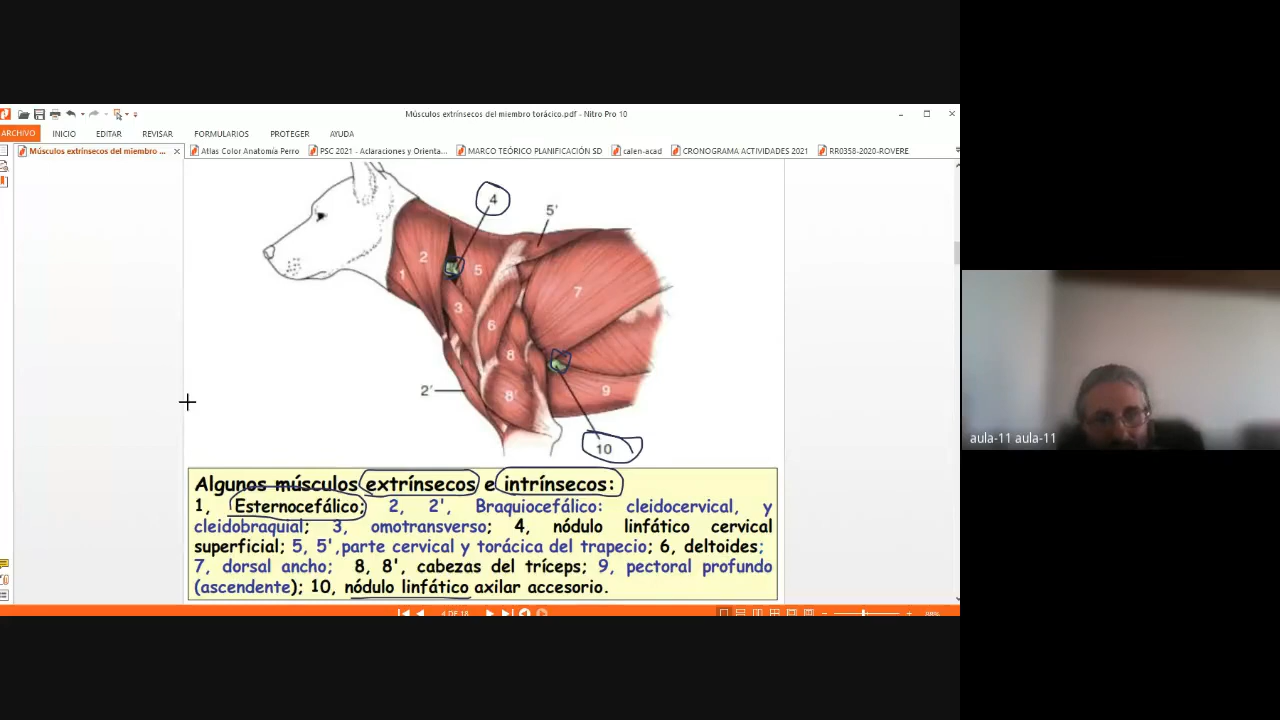 Músculos extrínsecos del miembro torácico.pdf - Nitro Pro 10
ARCHIVO INICIO EDITAR REVISAR FORMULARIOS PROTEGER AYUDA
Músculos extrínsecos del miembro ... × Atlas Color Anatomía Perro PSC 2021 - Aclaraciones y Orienta... MARCO TEÓRICO PLANIFICACIÓN SD calen-acad CRONOGRAMA ACTIVIDADES 2021 RR0358-2020-ROVERE
4
5'
2
5
1
7
3
6
8
2'
9
8'
10
aula-11 aula-11
Algunos músculos extrínsecos e intrínsecos:
1, Esternocefálico; 2, 2', Braquiocefálico: cleidocervical, y
cleidobraquial; 3, omotransverso; 4, nódulo linfático cervical
superficial; 5, 5',parte cervical y torácica del trapecio; 6, deltoides;
7, dorsal ancho; 8, 8', cabezas del tríceps; 9, pectoral profundo
(ascendente); 10, nódulo linfático axilar accesorio.
4 DE 18